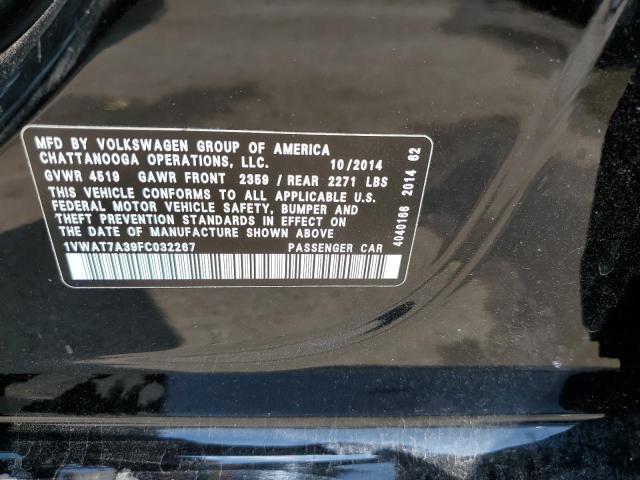 MFD BY VOLKSWAGEN GROUP OF AMERICA
CHATTANOOGA OPERATIONS, LLC. 10/2014
GVWR 4519 GAWR FRONT 2359 / REAR 2271 LBS
THIS VEHICLE CONFORMS TO ALL APPLICABLE U.S.
FEDERAL MOTOR VEHICLE SAFETY, BUMPER AND
THEFT PREVENTION STANDARDS IN EFFECT ON
THE DATE OF MANUFACTURE SHOWN ABOVE
1VWAT7A39FC032267 PASSENGER CAR
4040166 2014 62